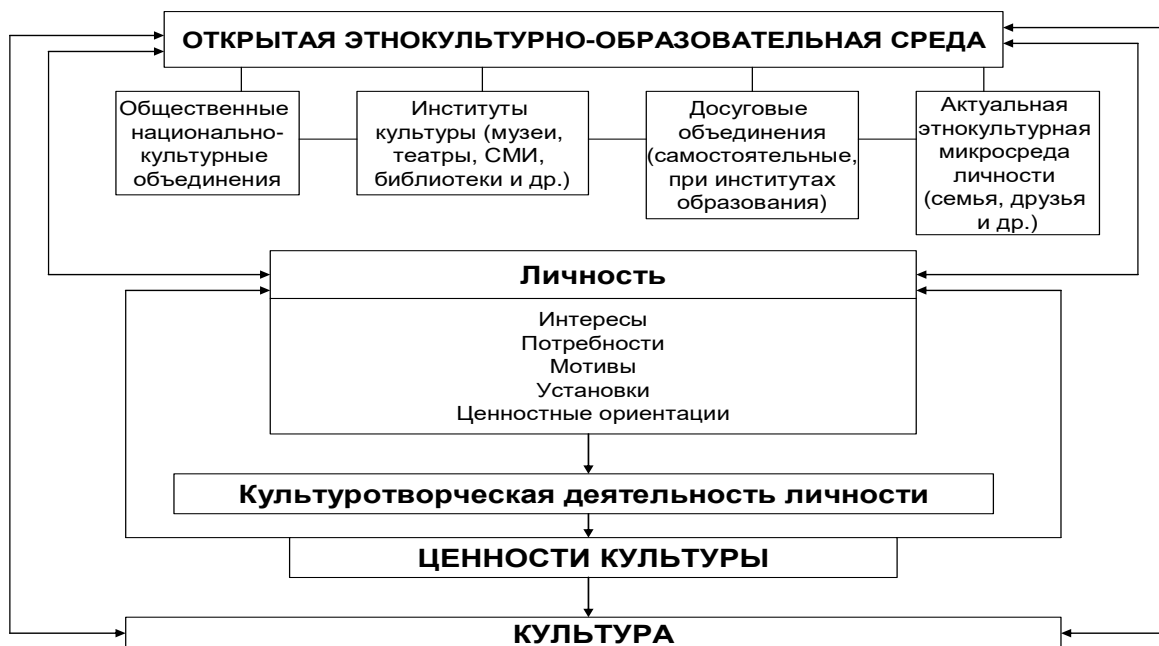 ОТКРЫТАЯ ЭТНОКУЛЬТУРНО-ОБРАЗОВАТЕЛЬНАЯ СРЕДА
Общественные
национально-
культурные
объединения
Институты
культуры (музеи,
театры, СМИ,
библиотеки и др.)
Досуговые
объединения
(самостоятельные,
при институтах
образования)
Актуальная
этнокультурная
микросреда
личности
(семья, друзья
и др.)
Личность
Интересы
Потребности
Мотивы
Установки
Ценностные ориентации
Культуротворческая деятельность личности
ЦЕННОСТИ КУЛЬТУРЫ
КУЛЬТУРА